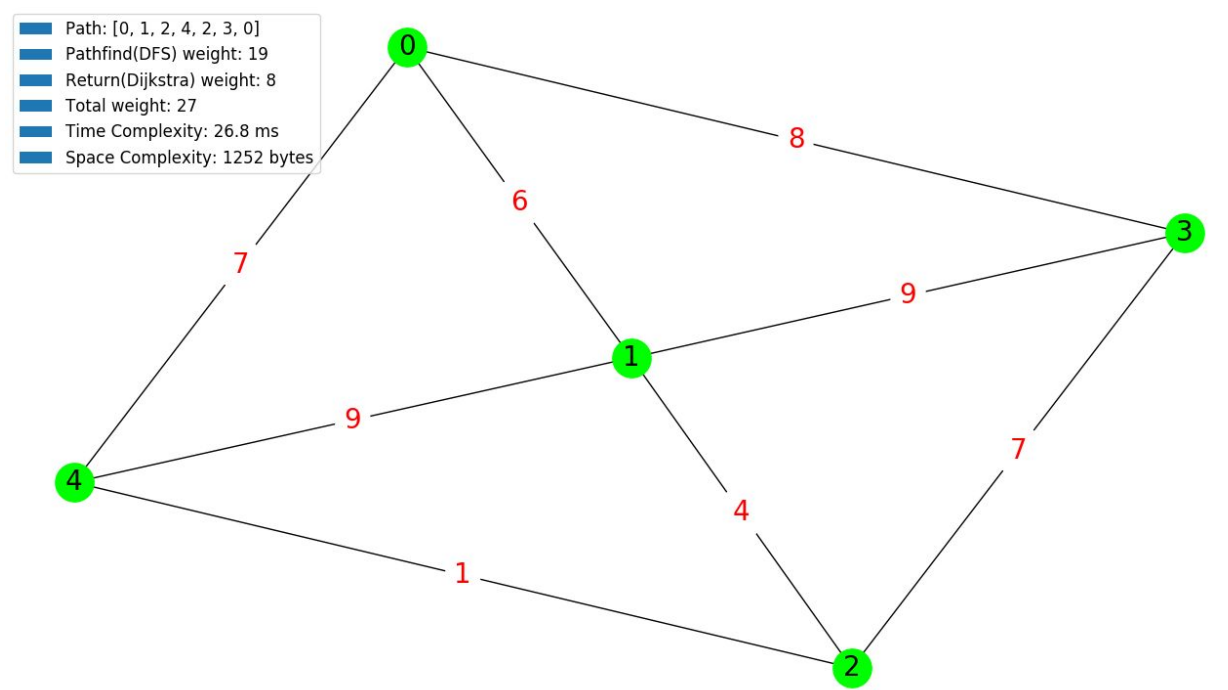 Path: [0, 1, 2, 4, 2, 3, 0]
Pathfind(DFS) weight: 19
Return(Dijkstra) weight: 8
Total weight: 27
Time Complexity: 26.8 ms
Space Complexity: 1252 bytes
0
8
6
3
7
9
1
9
7
4
4
1
2